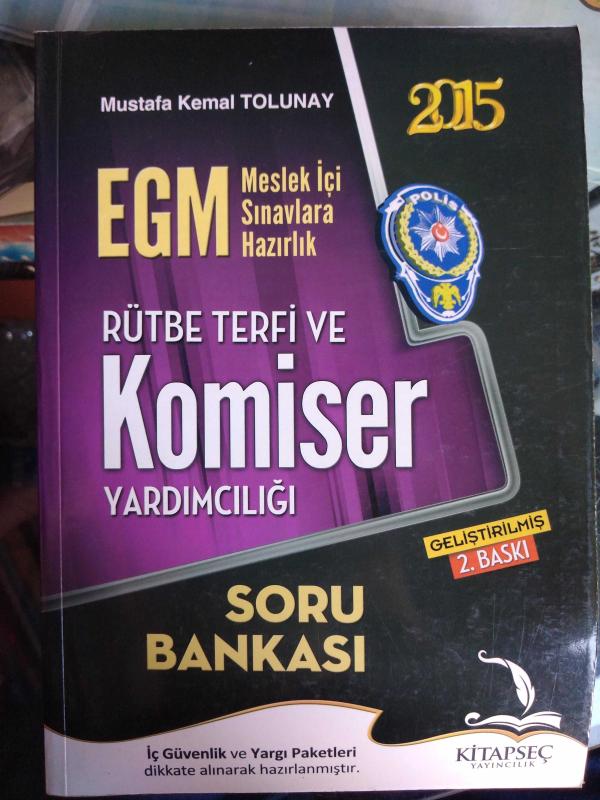 Mustafa Kemal TOLUNAY
2015
EGM
Meslek İçi
Sınavlara
Hazırlık
POLİS
RÜTBE TERFİ VE
Komiser
YARDIMCILIĞI
GELİŞTİRİLMİŞ
2. BASKI
SORU
BANKASI
İç Güvenlik ve Yargı Paketleri
dikkate alınarak hazırlanmıştır.
KİTAPSEÇ
YAYINCILIK